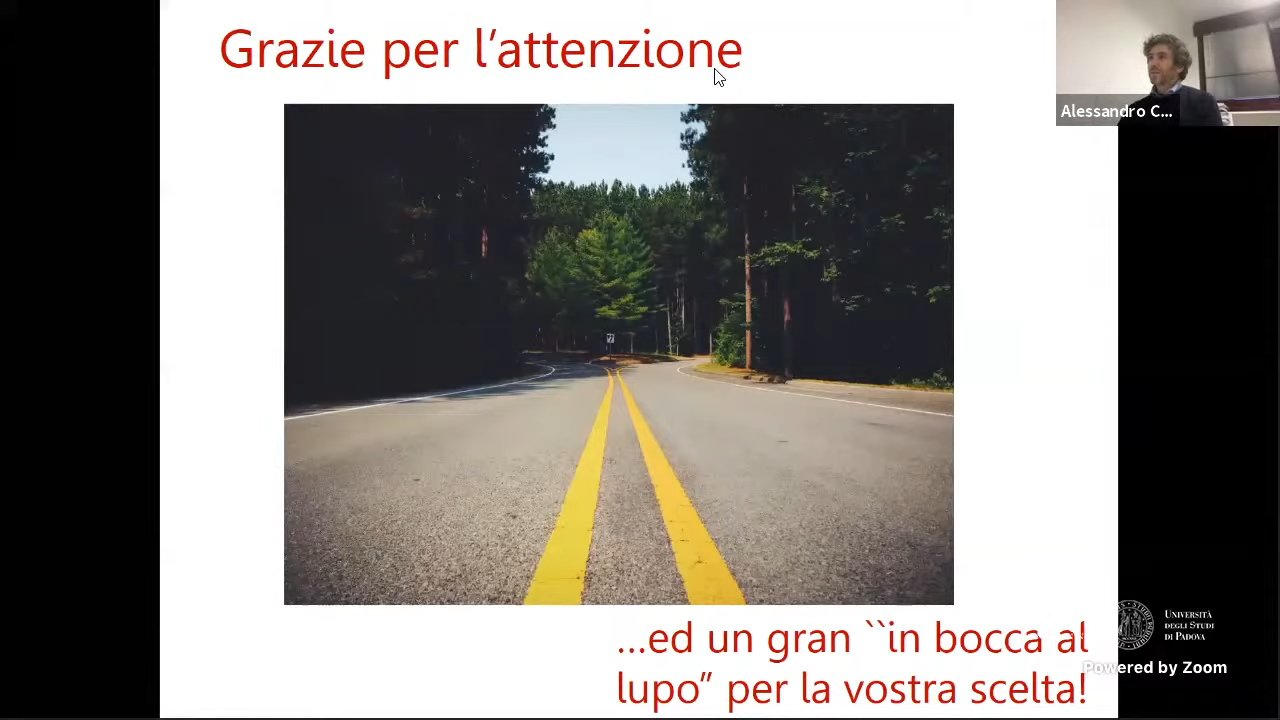 Grazie per l’attenzione
Alessandro C...
...ed un gran ``in bocca al
lupo” per la vostra scelta!
UNIVERSITÀ
DEGLI STUDI
DI PADOVA
Powered by Zoom